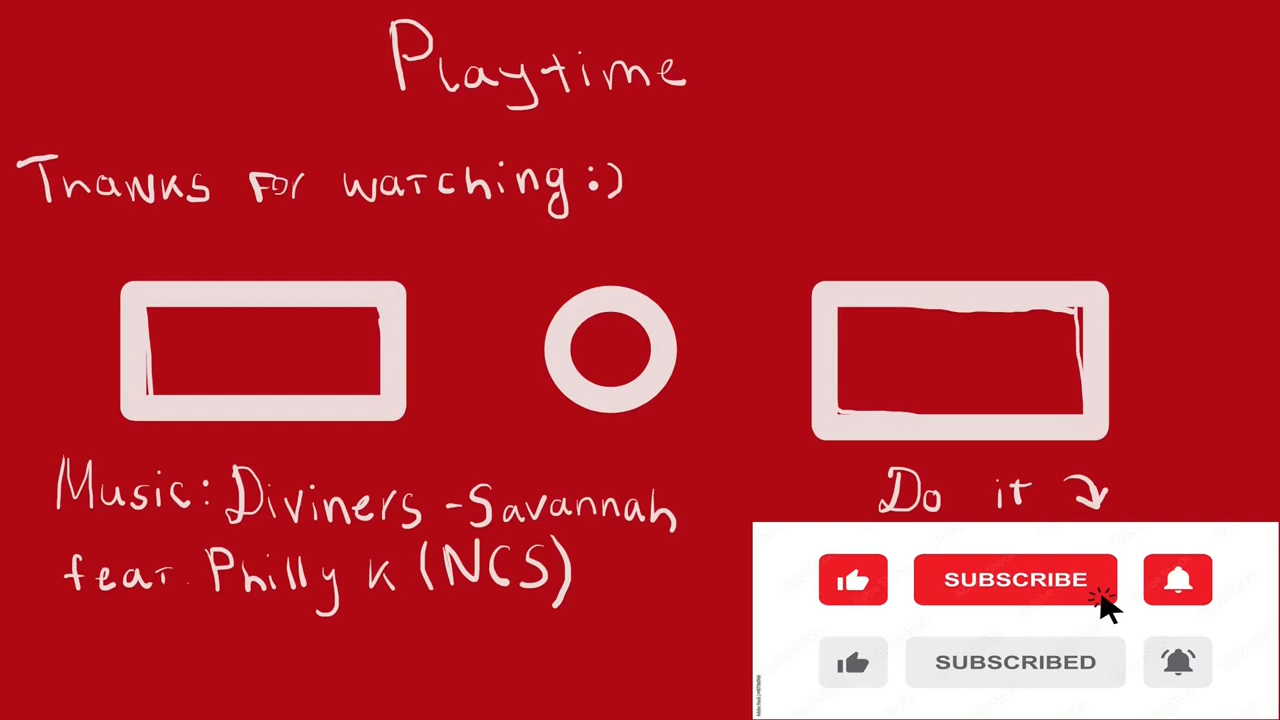 Playtime
Thanks for watching :)
Music: Diviners - Savannah
feat. Philly K (NCS)
Do it
SUBSCRIBE
SUBSCRIBED